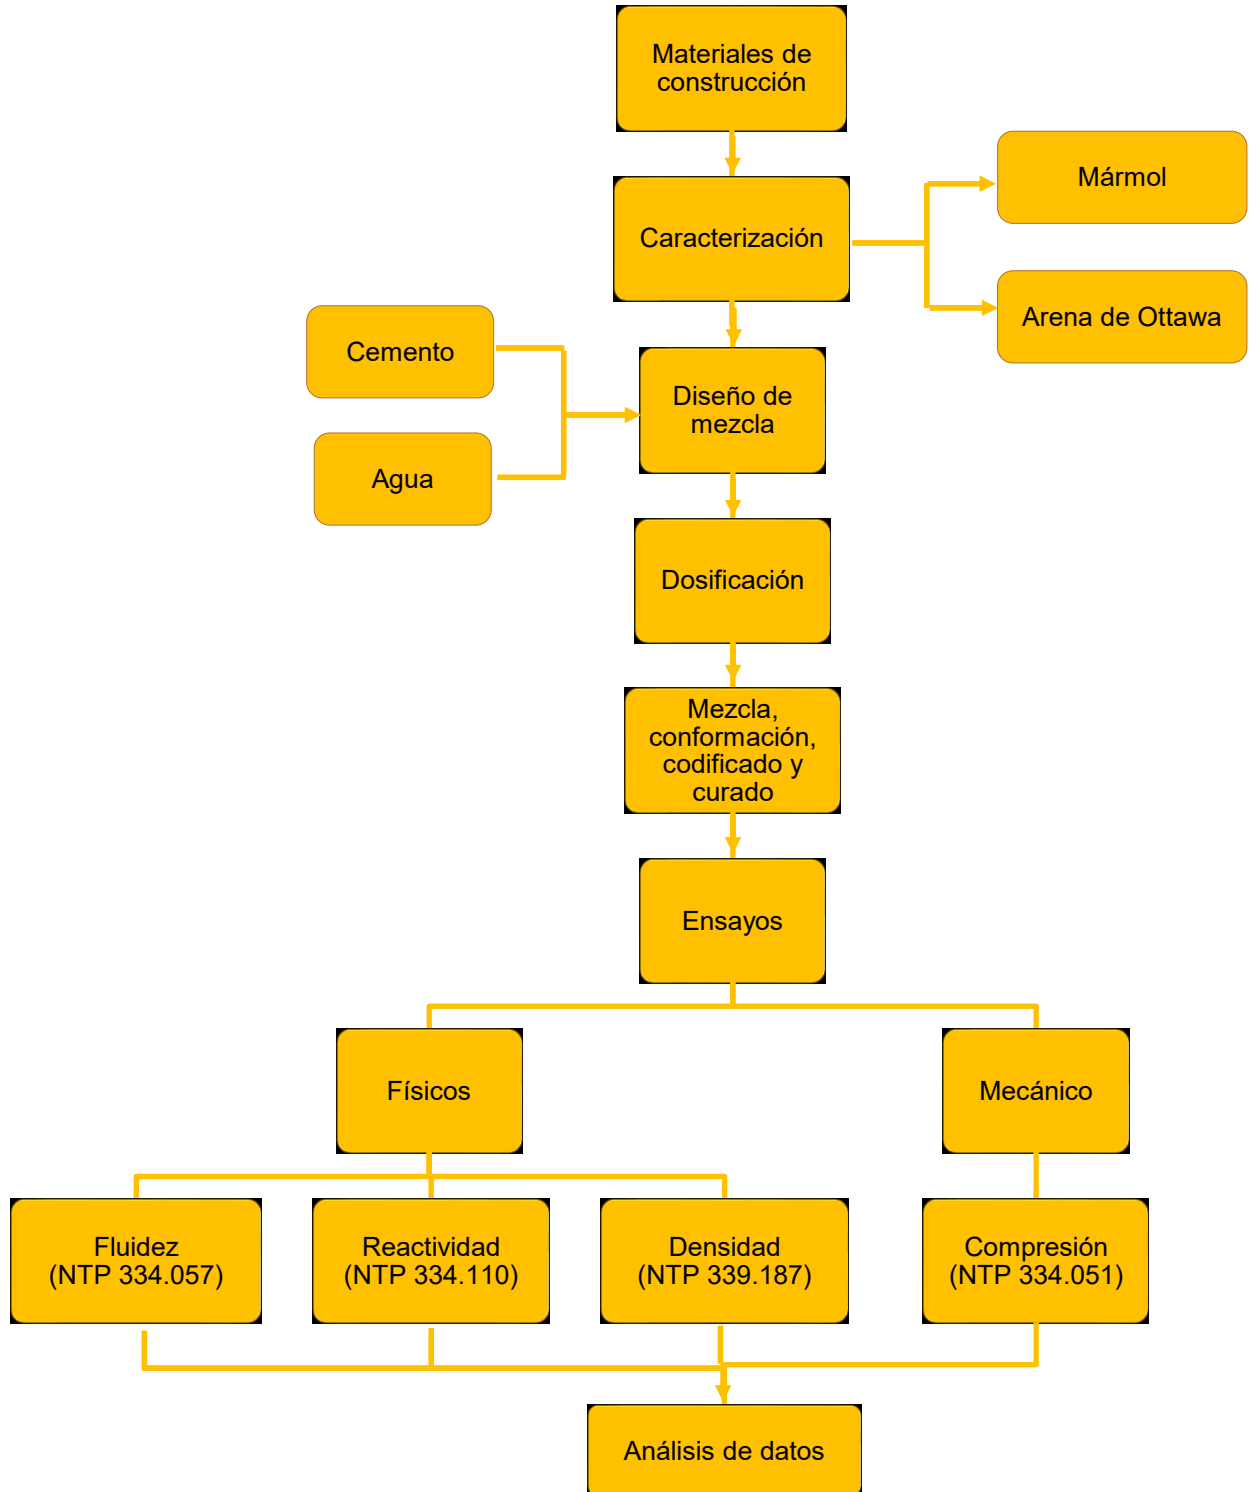 Materiales de
construcción
Mármol
Caracterización
Arena de Ottawa
Cemento
Diseño de
mezcla
Agua
Dosificación
Mezcla,
conformación,
codificado y
curado
Ensayos
Físicos
Mecánico
Fluidez
(NTP 334.057)
Reactividad
(NTP 334.110)
Densidad
(NTP 339.187)
Compresión
(NTP 334.051)
Análisis de datos